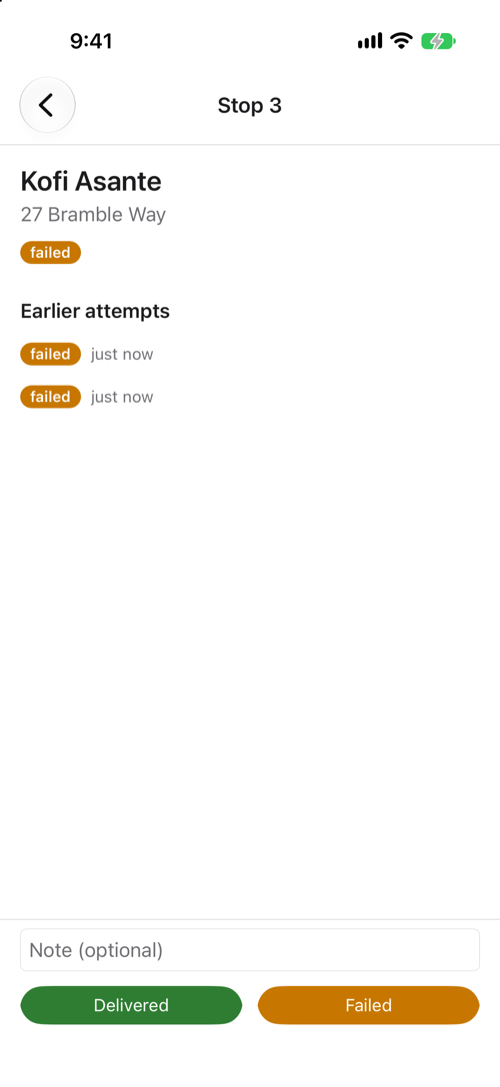 9:41
Stop 3
Kofi Asante
27 Bramble Way
failed
Earlier attempts
failed just now
failed just now
Note (optional)
Delivered Failed